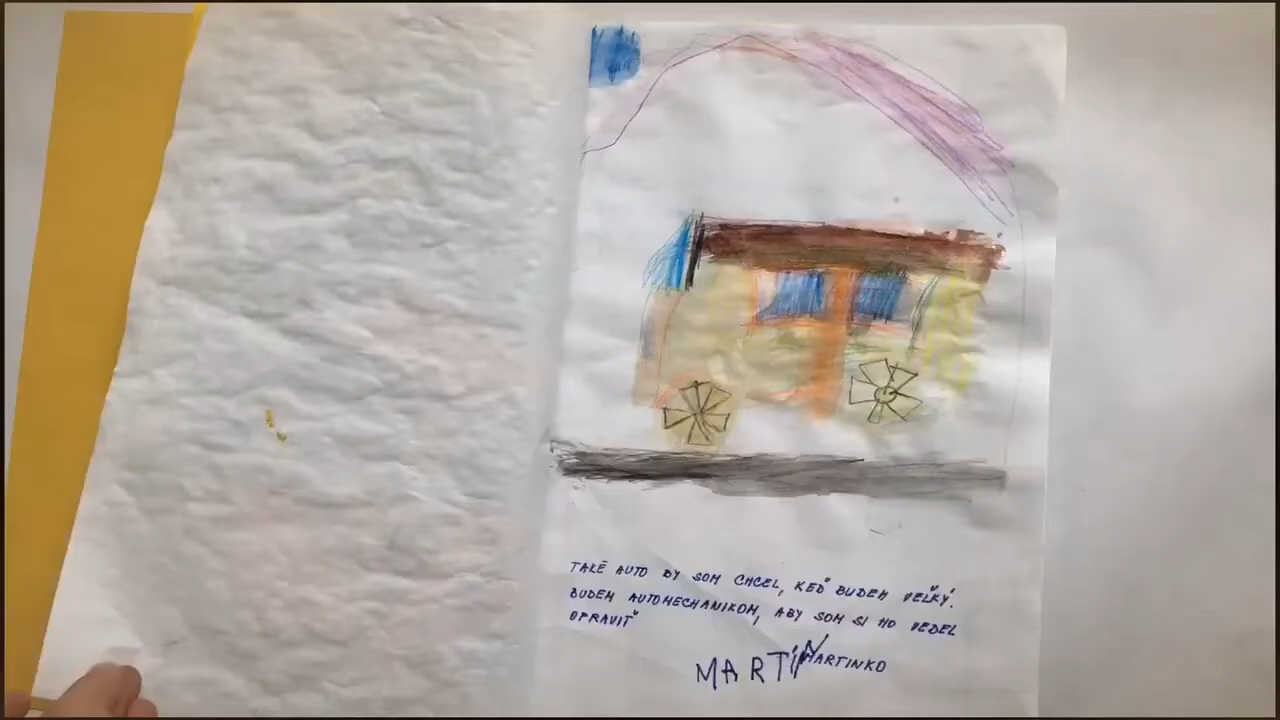 TAKÉ AUTO BY SOM CHCEL, KEĎ BUDEM VEĽKÝ.
BUDEM AUTOMECHANIKOM, ABY SOM SI HO VEDEL
OPRAVIŤ
MARTIN MARTINKO